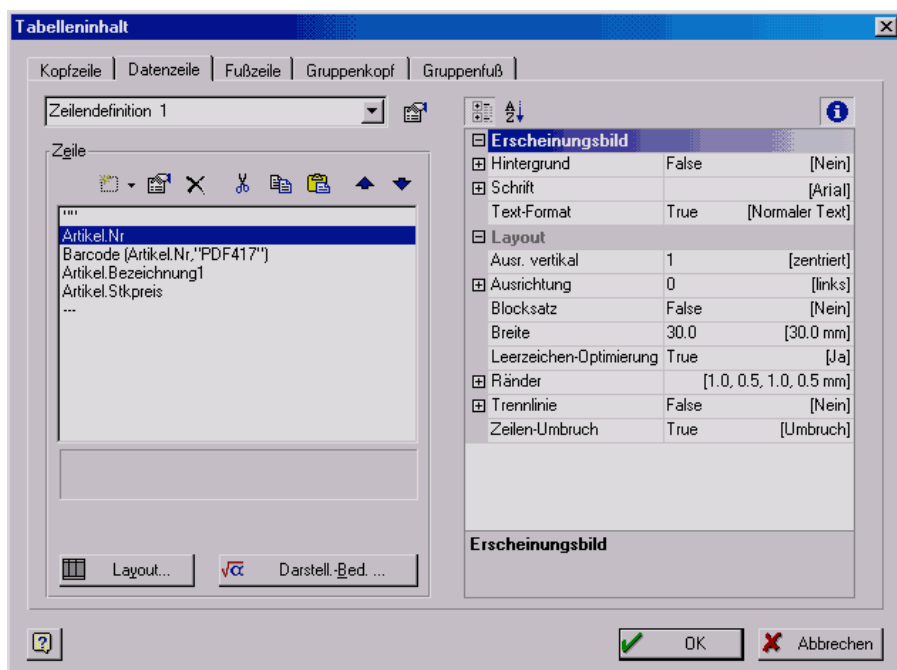 Tabelleninhalt
Kopfzeile Datenzeile Fußzeile Gruppenkopf Gruppenfuß
Zeilendefinition 1
Zeile
""
Artikel.Nr
Barcode (Artikel.Nr,"PDF417")
Artikel.Bezeichnung1
Artikel.Stkpreis
---
Layout...
Darstell.-Bed. ...
Erscheinungsbild
Hintergrund False [Nein]
Schrift [Arial]
Text-Format True [Normaler Text]
Layout
Ausr. vertikal 1 [zentriert]
Ausrichtung 0 [links]
Blocksatz False [Nein]
Breite 30.0 [30.0 mm]
Leerzeichen-Optimierung True [Ja]
Ränder [1.0, 0.5, 1.0, 0.5 mm]
Trennlinie False [Nein]
Zeilen-Umbruch True [Umbruch]
Erscheinungsbild
OK
Abbrechen